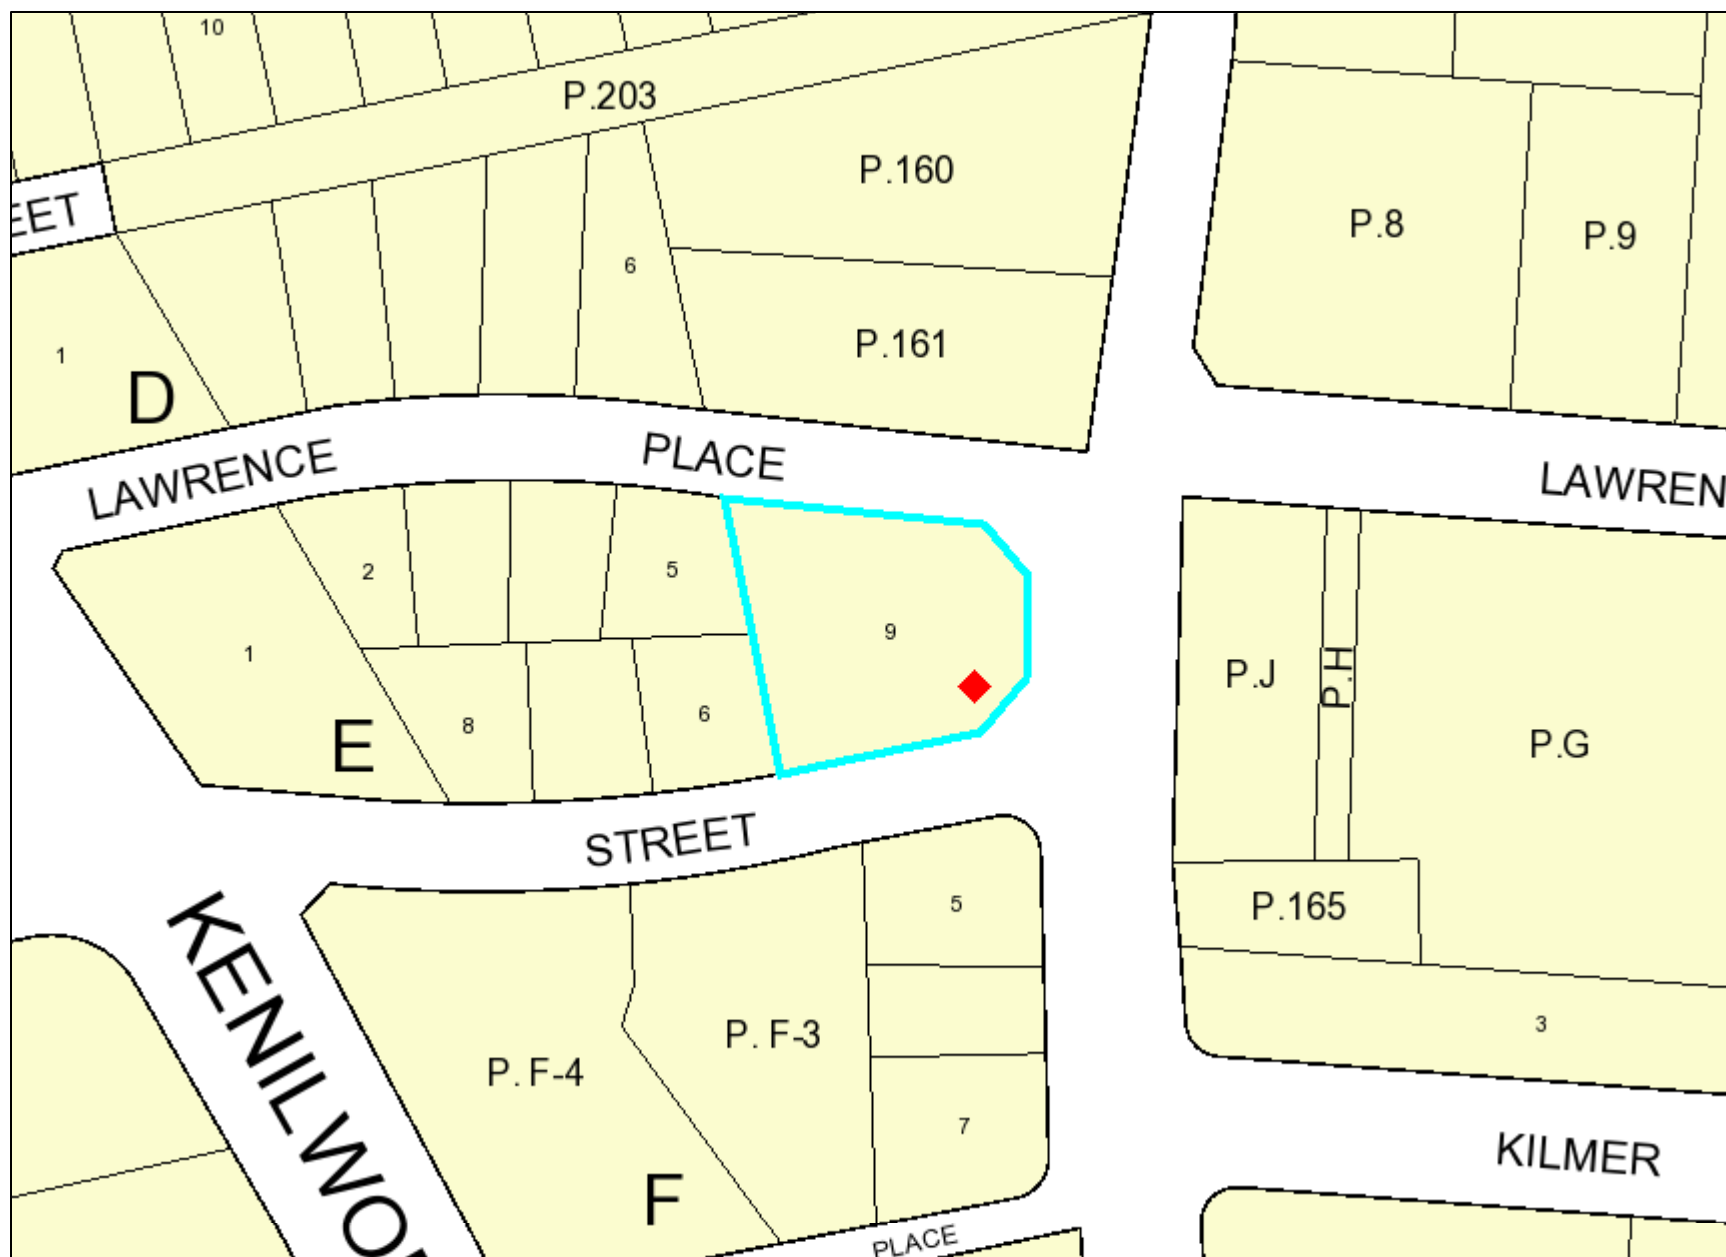 10
P.203
P.160
P.8
P.9
EET
6
P.161
1
D
LAWRENCE
PLACE
LAWREN
2
5
9
1
P.J
P.H
P.G
8
6
E
STREET
5
P.165
KENILWO
3
P. F-3
P. F-4
7
KILMER
F
PLACE